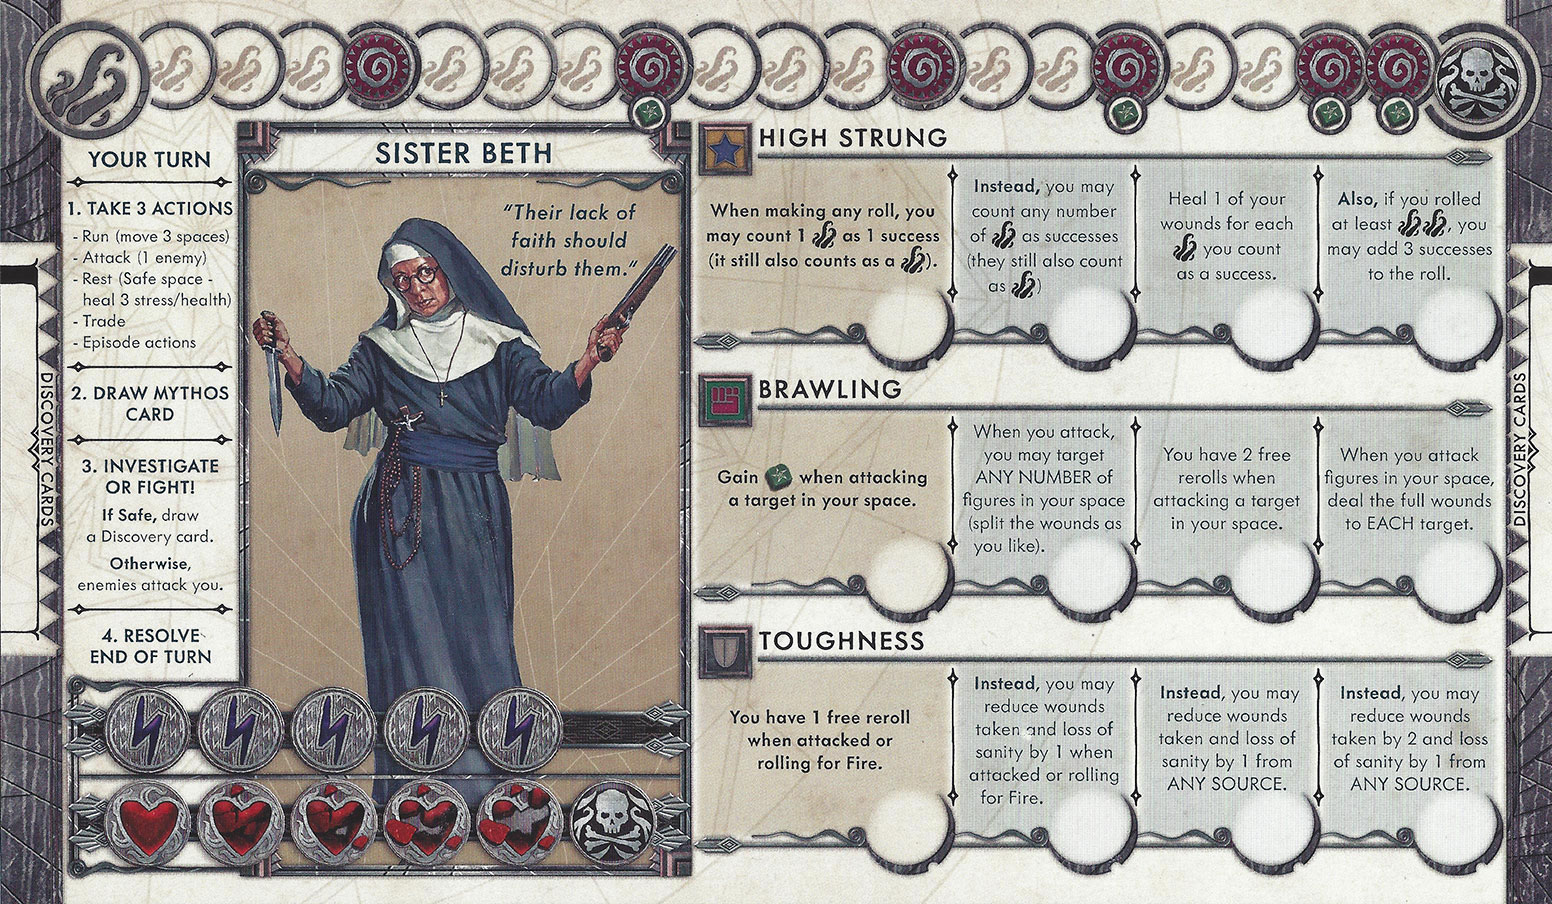 YOUR TURN
1. TAKE 3 ACTIONS
- Run (move 3 spaces)
- Attack (1 enemy)
- Rest (Safe space -
heal 3 stress/health)
- Trade
- Episode actions
2. DRAW MYTHOS
CARD
3. INVESTIGATE
OR FIGHT!
If Safe, draw
a Discovery card.
Otherwise,
enemies attack you.
4. RESOLVE
END OF TURN
DISCOVERY CARDS
SISTER BETH
"Their lack of
faith should
disturb them."
HIGH STRUNG
When making any roll, you
may count 1 as 1 success
(it still also counts as a ).
Instead, you may
count any number
of as successes
(they still also count
as )
Heal 1 of your
wounds for each
you count
as a success.
Also, if you rolled
at least , you
may add 3 successes
to the roll.
BRAWLING
Gain when attacking
a target in your space.
When you attack,
you may target
ANY NUMBER of
figures in your space
(split the wounds as
you like).
You have 2 free
rerolls when
attacking a target
in your space.
When you attack
figures in your space,
deal the full wounds
to EACH target.
TOUGHNESS
You have 1 free reroll
when attacked or
rolling for Fire.
Instead, you may
reduce wounds
taken and loss of
sanity by 1 when
attacked or rolling
for Fire.
Instead, you may
reduce wounds
taken and loss of
sanity by 1 from
ANY SOURCE.
Instead, you may
reduce wounds
taken by 2 and loss
of sanity by 1 from
ANY SOURCE.
DISCOVERY CARDS